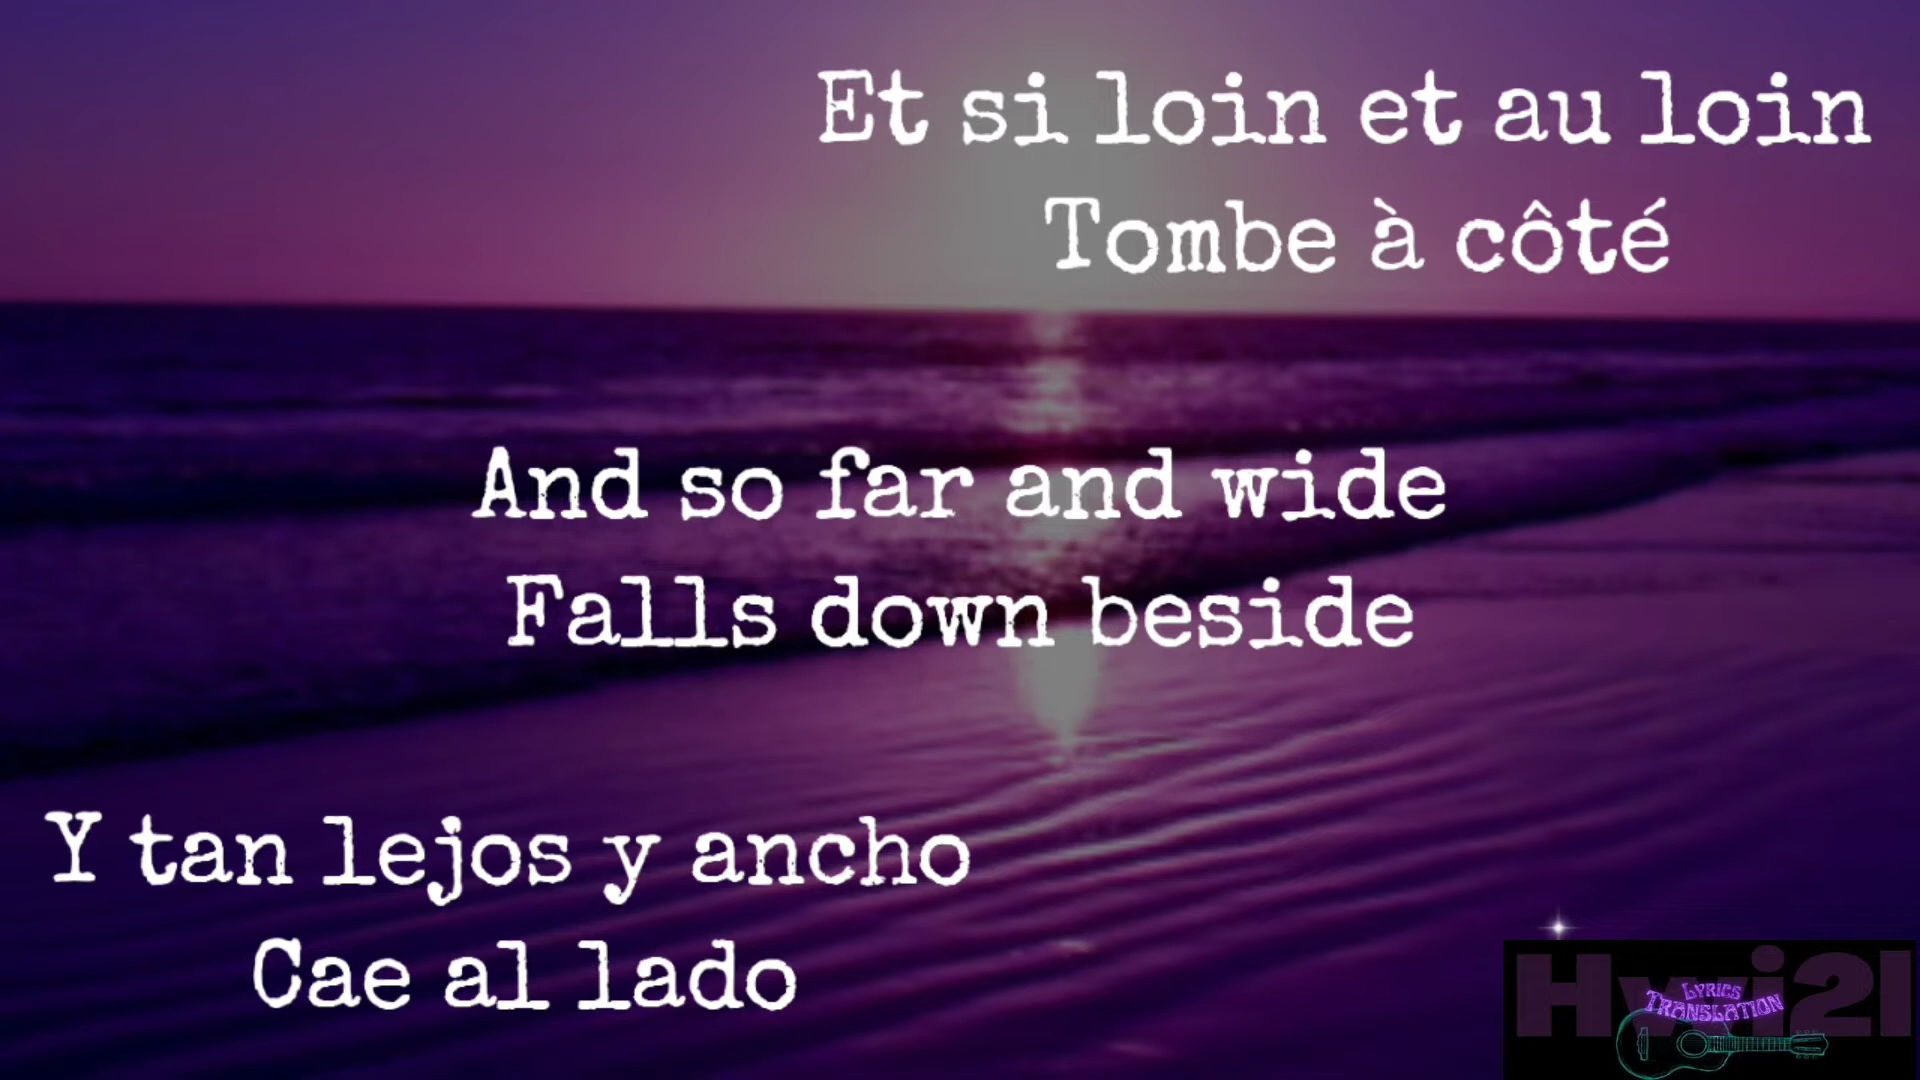 Et si loin et au loin
Tombe à côté
And so far and wide
Falls down beside
Y tan lejos y ancho
Cae al lado
Lyrics
Translation